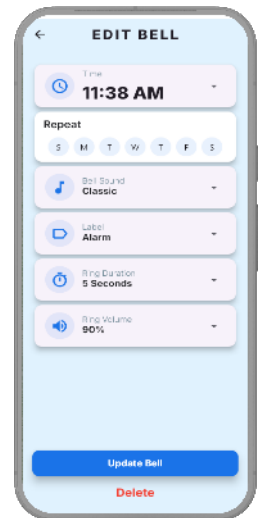 EDIT BELL
Time
11:38 AM
Repeat
S M T W T F S
Bell Sound
Classic
Label
Alarm
Ring Duration
5 Seconds
Ring Volume
90%
Update Bell
Delete